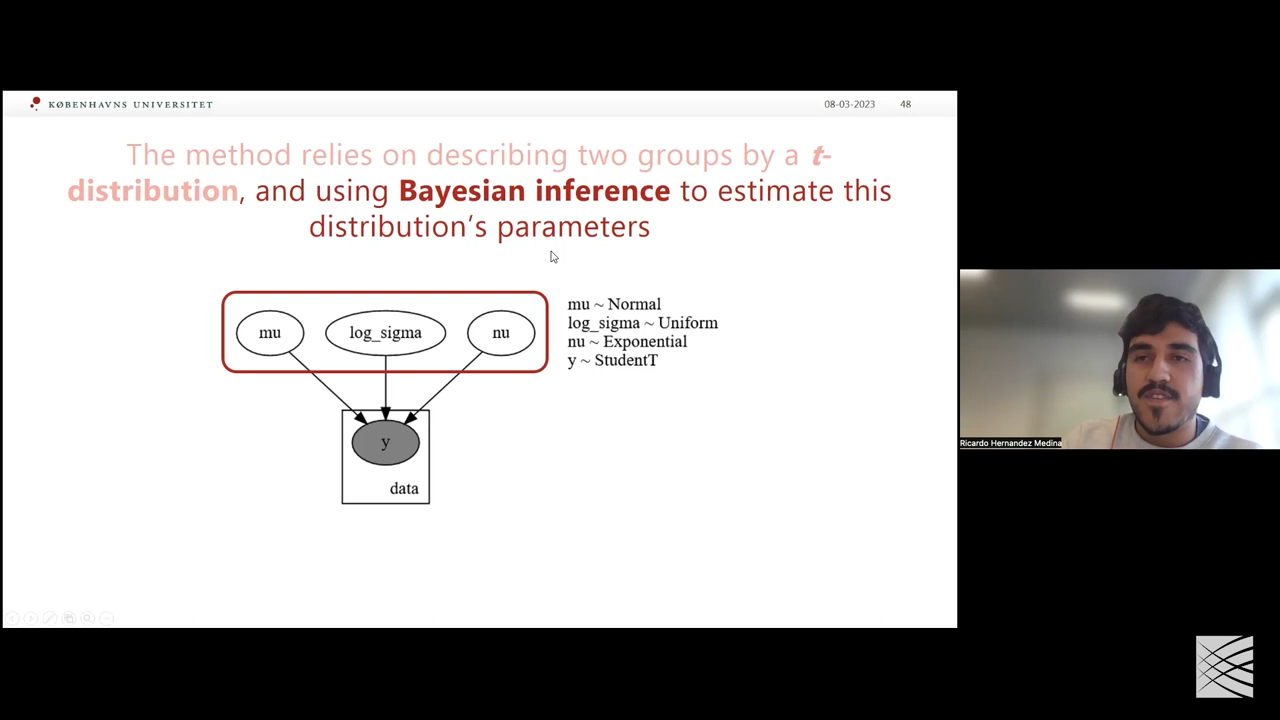 KØBENHAVNS UNIVERSITET
08-03-2023 48
The method relies on describing two groups by a t-
distribution, and using Bayesian inference to estimate this
distribution's parameters
mu log_sigma nu
mu ~ Normal
log_sigma ~ Uniform
nu ~ Exponential
y ~ StudentT
y
data
Ricardo Hernandez Medina